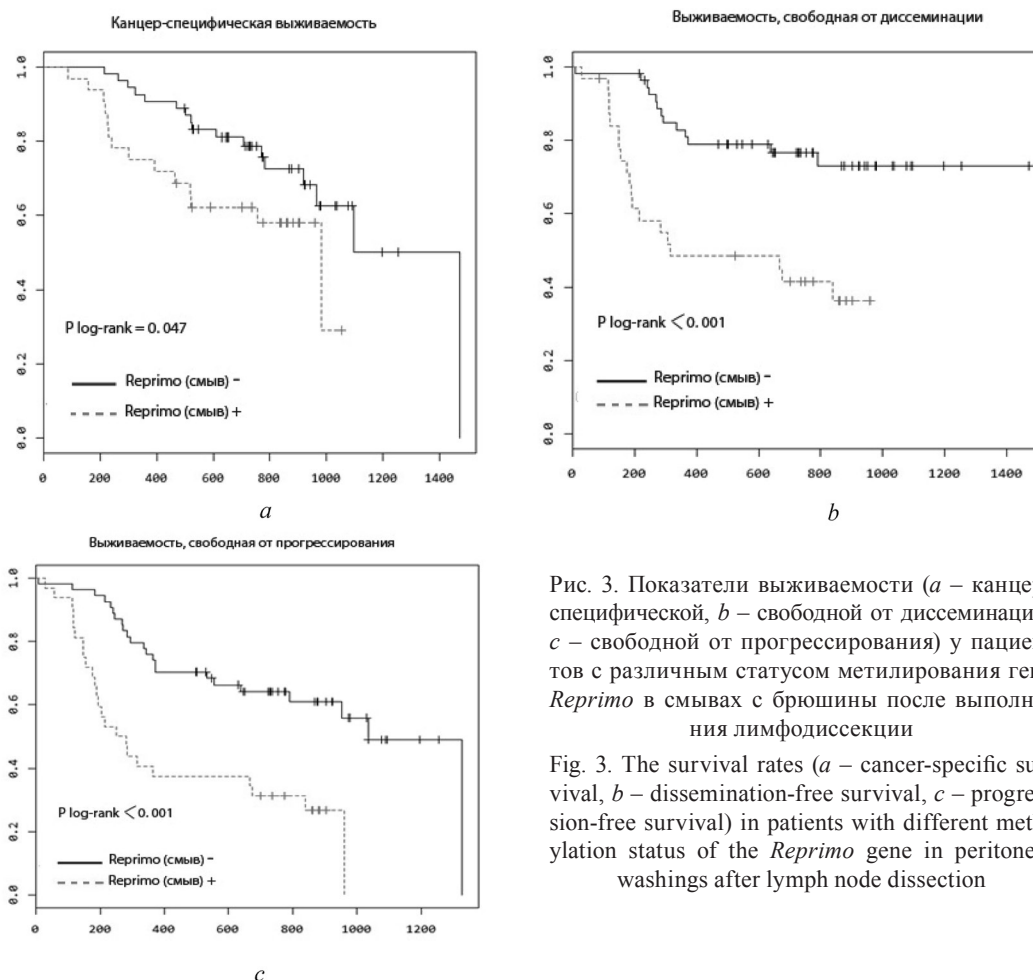 Канцер-специфическая выживаемость
1.0
0.8
0.6
0.4
0.2
0.0
P log-rank = 0.047
Reprimo (смыв) -
Reprimo (смыв) +
0 200 400 600 800 1000 1200 1400
a
Выживаемость, свободная от диссеминации
1.0
0.8
0.6
0.4
0.2
0.0
P log-rank <0.001
Reprimo (смыв) -
Reprimo (смыв) +
0 200 400 600 800 1000 1200 1400
b
Выживаемость, свободная от прогрессирования
1.0
0.8
0.6
0.4
0.2
0.0
P log-rank <0.001
Reprimo (смыв) -
Reprimo (смыв) +
0 200 400 600 800 1000 1200
c
Рис. 3. Показатели выживаемости (a – канцер
специфической, b – свободной от диссеминаци
c – свободной от прогрессирования) у пациен
тов с различным статусом метилирования ге
Reprimo в смывах с брюшины после выполн
ния лимфодиссекции
Fig. 3. The survival rates (a – cancer-specific su
vival, b – dissemination-free survival, c – progre
sion-free survival) in patients with different met
ylation status of the Reprimo gene in peritone
washings after lymph node dissection